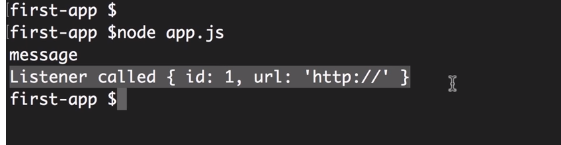 [first-app $
[first-app $node app.js
message
Listener called { id: 1, url: 'http://' }
first-app $